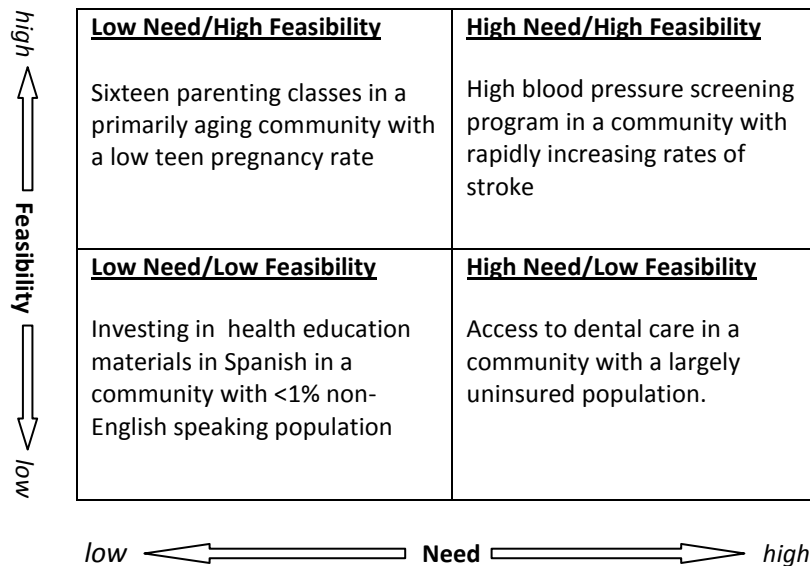 high
Feasibility
low
Low Need/High Feasibility
Sixteen parenting classes in a
primarily aging community with
a low teen pregnancy rate
High Need/High Feasibility
High blood pressure screening
program in a community with
rapidly increasing rates of
stroke
Low Need/Low Feasibility
Investing in health education
materials in Spanish in a
community with <1% non-
English speaking population
High Need/Low Feasibility
Access to dental care in a
community with a largely
uninsured population.
low Need high